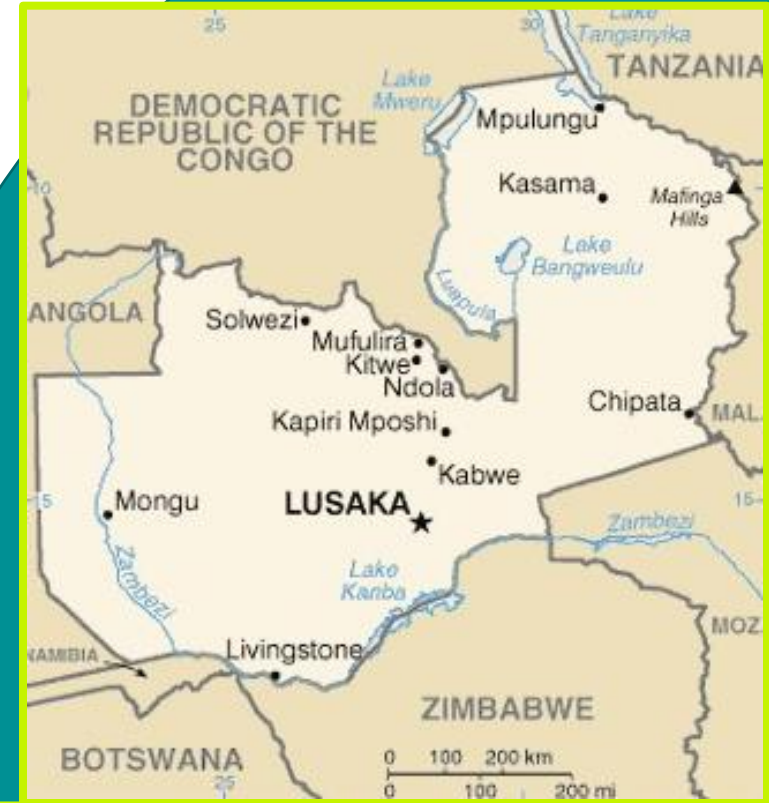 25
30
Lake
Tanganyika
TANZANIA
Lake
Mweru
DEMOCRATIC
REPUBLIC OF THE
CONGO
Mpulungu
10
Kasama
Mafinga
Hills
Lake
Bangweulu
Luapula
ANGOLA
Solwezi
Mufulira
Kitwe
Ndola
Chipata
MAL.
Kapiri Mposhi
Kabwe
15
Mongu
LUSAKA
Zambezi
15
Zambezi
Lake
Kariba
MOZ.
Livingstone
NAMIBIA
ZIMBABWE
BOTSWANA
0 100 200 km
0 100 200 mi
25